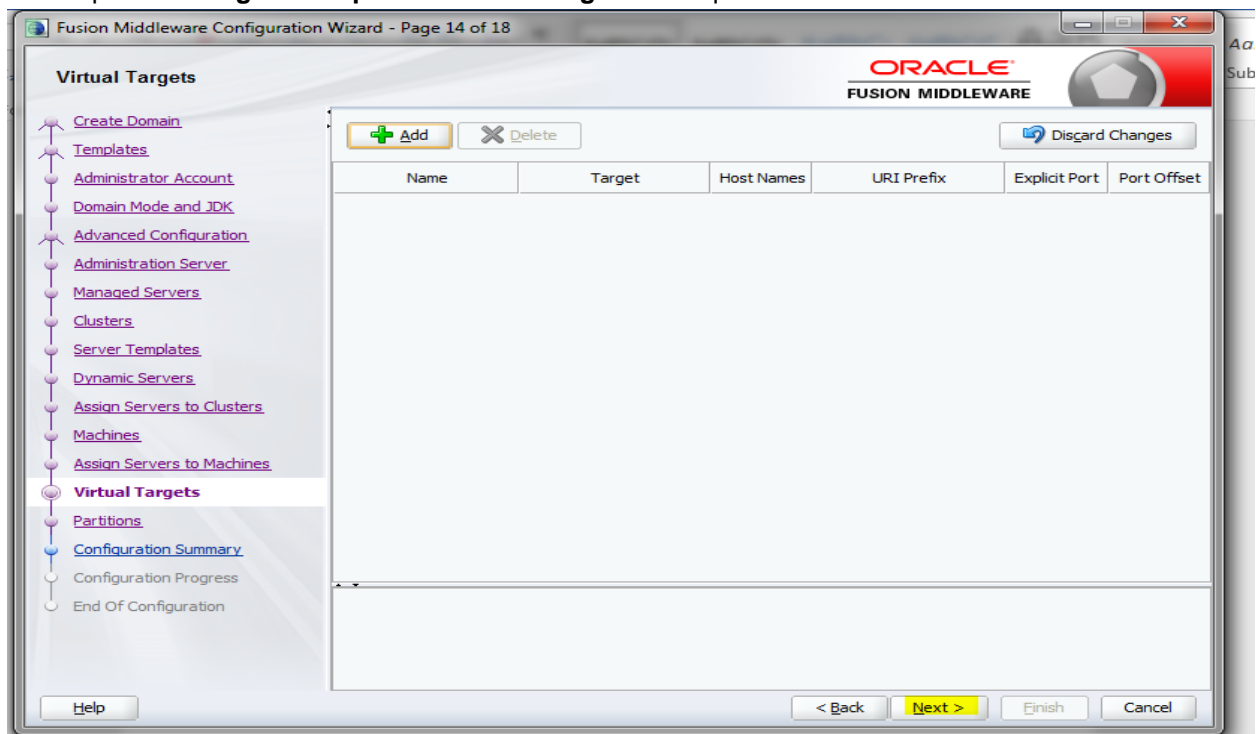 Fusion Middleware Configuration Wizard - Page 14 of 18
Aa
Sub
Virtual Targets
ORACLE
FUSION MIDDLEWARE
Create Domain
Templates
Administrator Account
Domain Mode and JDK
Advanced Configuration
Administration Server
Managed Servers
Clusters
Server Templates
Dynamic Servers
Assign Servers to Clusters
Machines
Assign Servers to Machines
Virtual Targets
Partitions
Configuration Summary
Configuration Progress
End Of Configuration
Add
Delete
Discard Changes
Name Target Host Names URI Prefix Explicit Port Port Offset
Help
< Back
Next >
Finish
Cancel